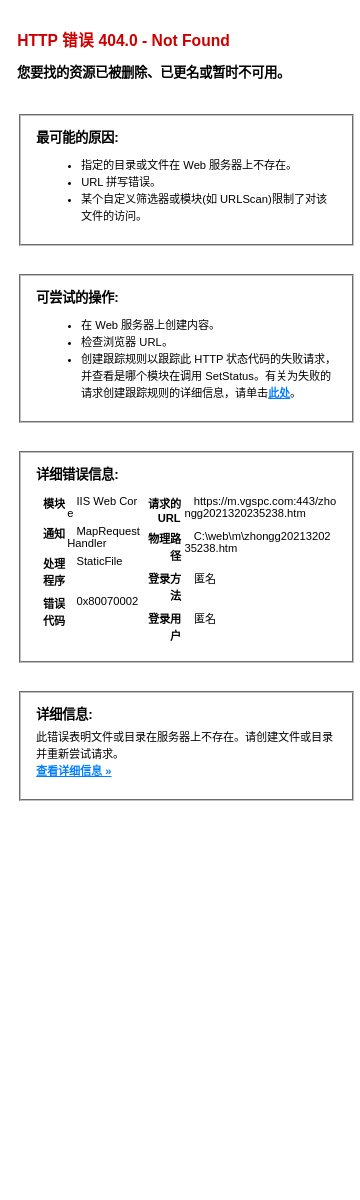 HTTP 错误 404.0 - Not Found
您要找的资源已被删除、已更名或暂时不可用。
最可能的原因:
指定的目录或文件在 Web 服务器上不存在。
URL 拼写错误。
某个自定义筛选器或模块(如 URLScan)限制了对该
文件的访问。
可尝试的操作:
在 Web 服务器上创建内容。
检查浏览器 URL。
创建跟踪规则以跟踪此 HTTP 状态代码的失败请求，
并查看是哪个模块在调用 SetStatus。有关为失败的
请求创建跟踪规则的详细信息，请单击此处。
详细错误信息:
模块 IIS Web Cor
e
通知 MapRequest
Handler
处理 StaticFile
程序
错误 0x80070002
代码
请求的 https://m.vgspc.com:443/zho
URL ngg2021320235238.htm
物理路 C:\web\m\zhongg20213202
径 35238.htm
登录方 匿名
法
登录用 匿名
户
详细信息:
此错误表明文件或目录在服务器上不存在。请创建文件或目录
并重新尝试请求。
查看详细信息 »